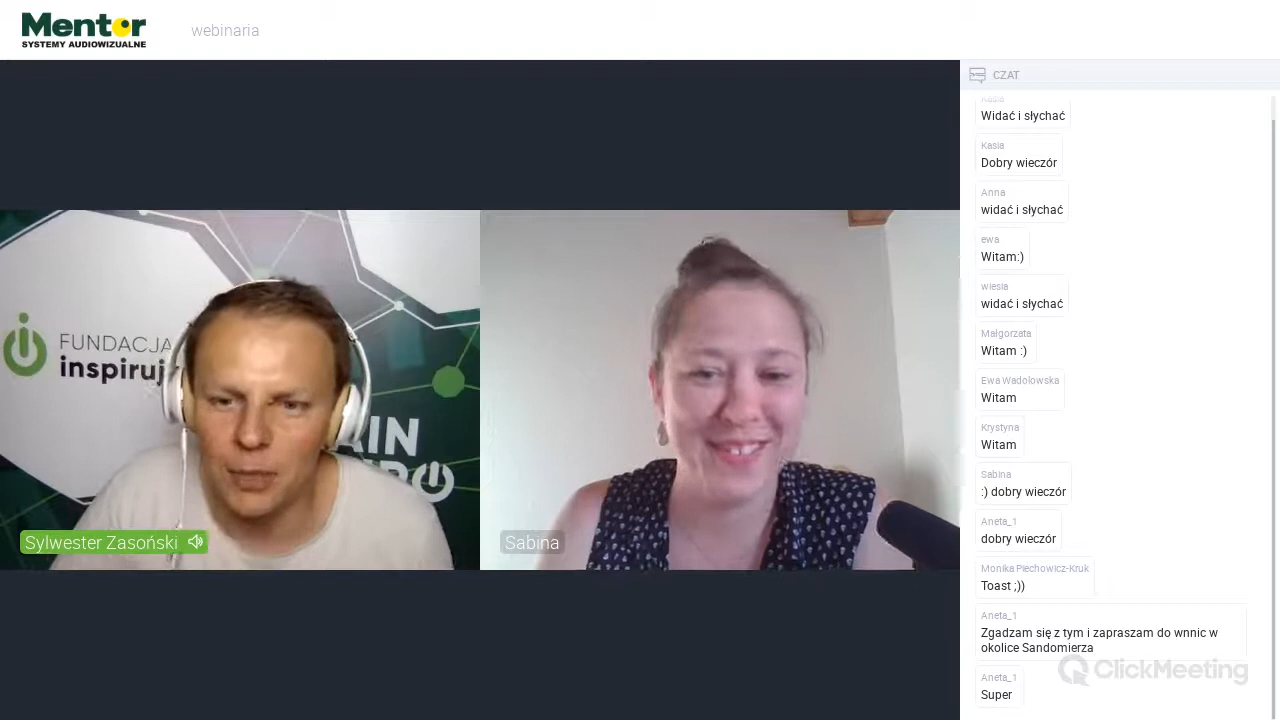 Mentor
SYSTEMY AUDIOWIZUALNE
webinaria
CZAT
Widać i słychać
Kasia
Dobry wieczór
Anna
widać i słychać
ewa
Witam:)
wiesia
widać i słychać
Małgorzata
Witam :)
Ewa Wadolowska
Witam
Krystyna
Witam
Sabina
:) dobry wieczór
Aneta_1
dobry wieczór
Monika Piechowicz-Kruk
Toast ;))
Aneta_1
Zgadzam się z tym i zapraszam do wnnic w
okolice Sandomierza
Aneta_1
Super
ClickMeeting
FUNDACJA
inspiruj
AIN
Sylwester Zasoński
Sabina